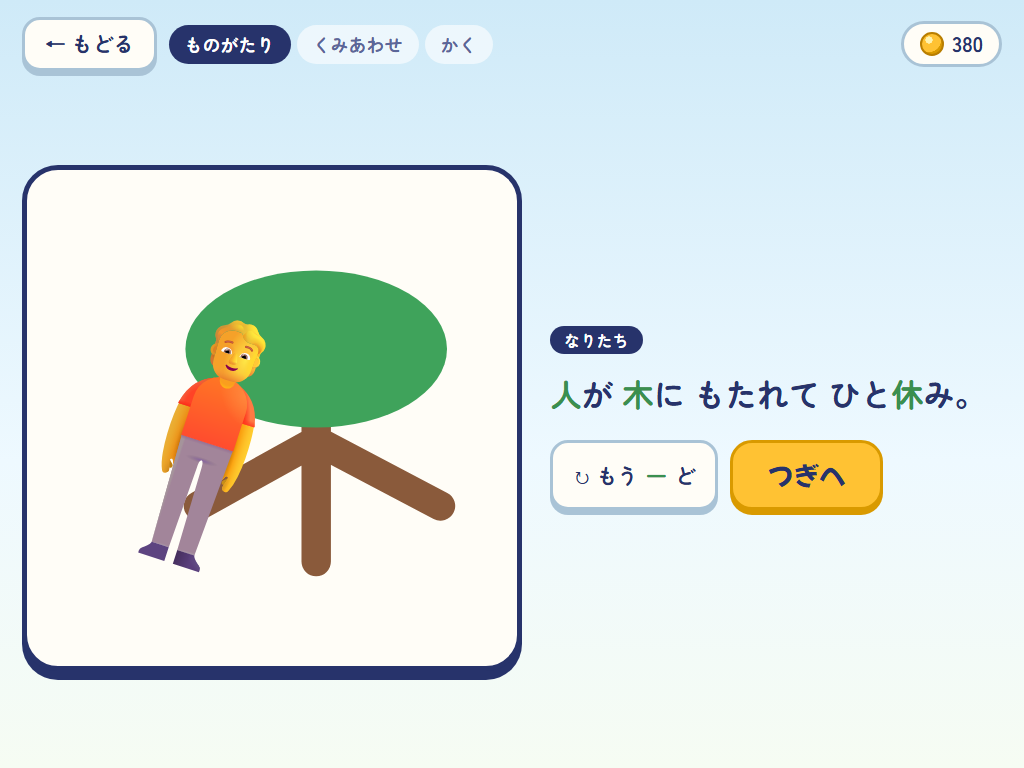 ← もどる
ものがたり
くみあわせ
かく
380
なりたち
人が 木に もたれて ひと休み。
↻ もう 一 ど
つぎへ